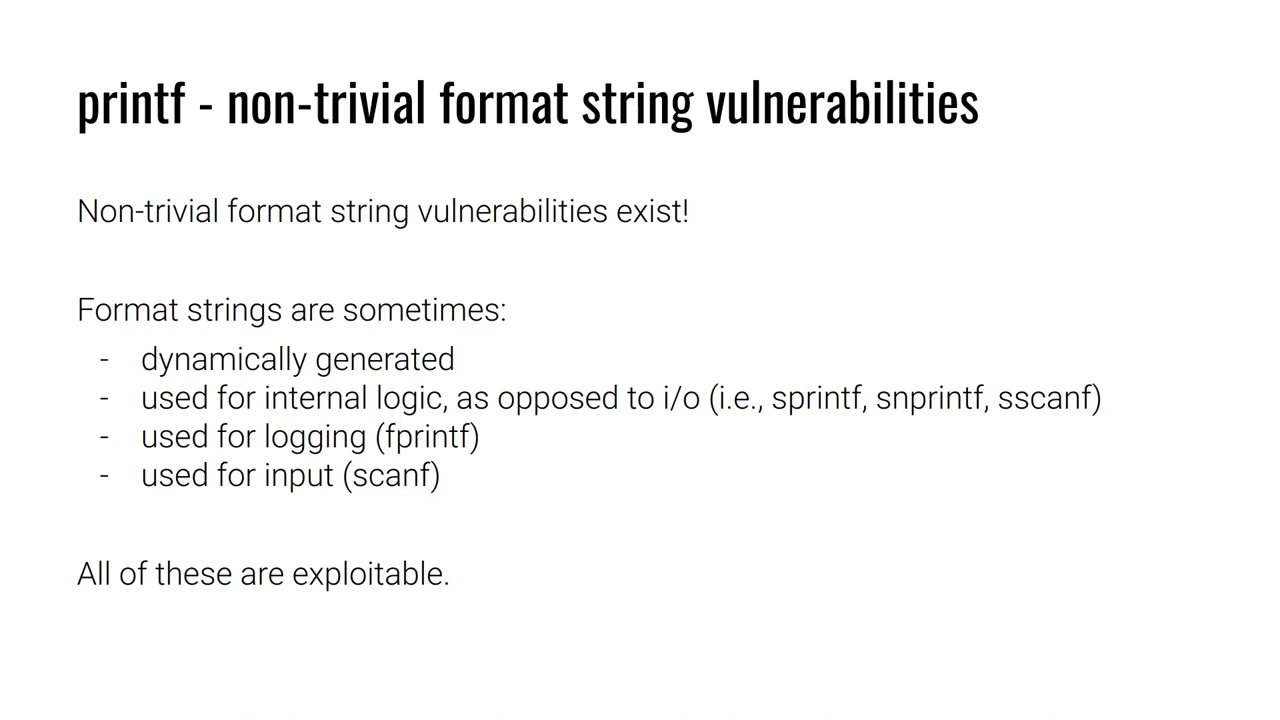 printf - non-trivial format string vulnerabilities
Non-trivial format string vulnerabilities exist!
Format strings are sometimes:
- dynamically generated
- used for internal logic, as opposed to i/o (i.e., sprintf, snprintf, sscanf)
- used for logging (fprintf)
- used for input (scanf)
All of these are exploitable.